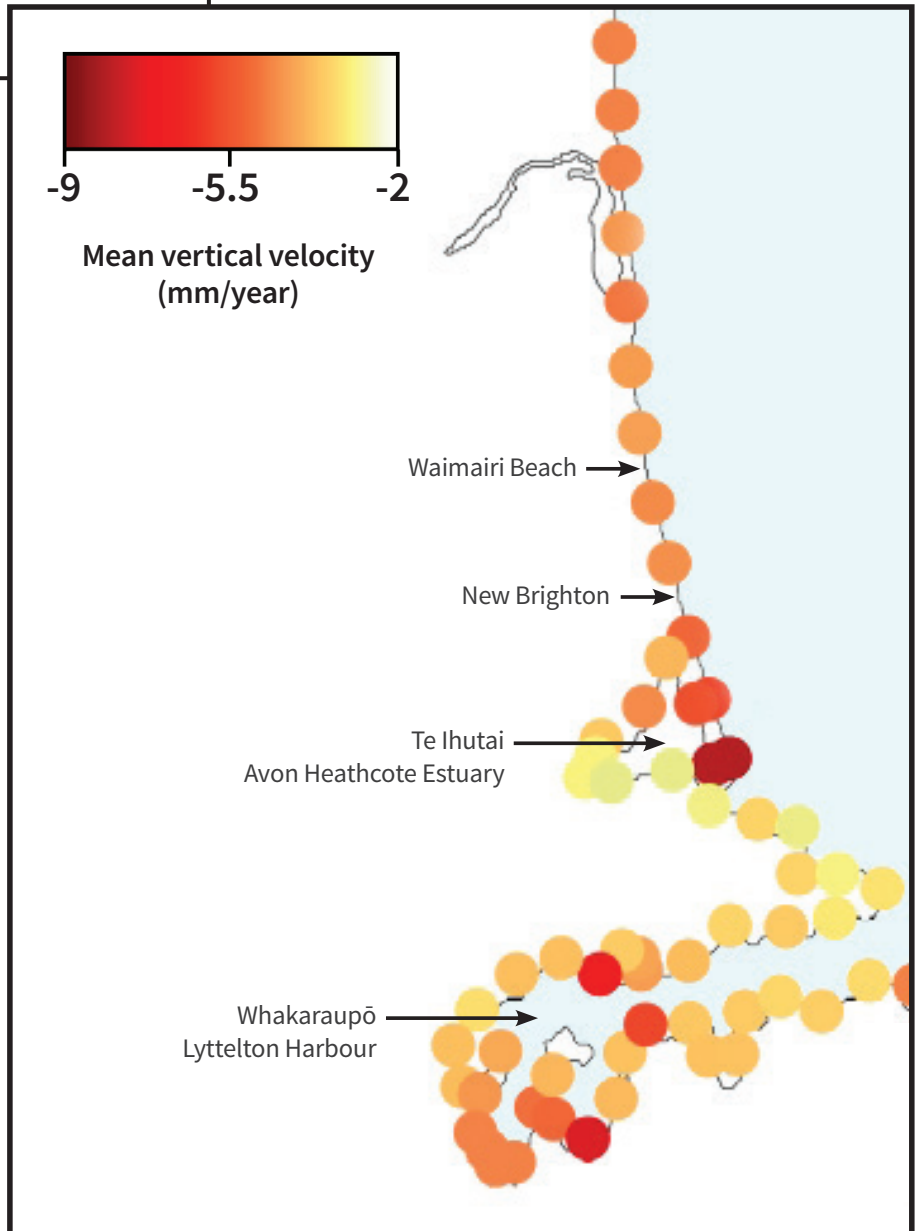 -9
-5.5
-2
Mean vertical velocity
(mm/year)
Waimairi Beach
New Brighton
Te Ihutai
Avon Heathcote Estuary
Whakaraupō
Lyttelton Harbour